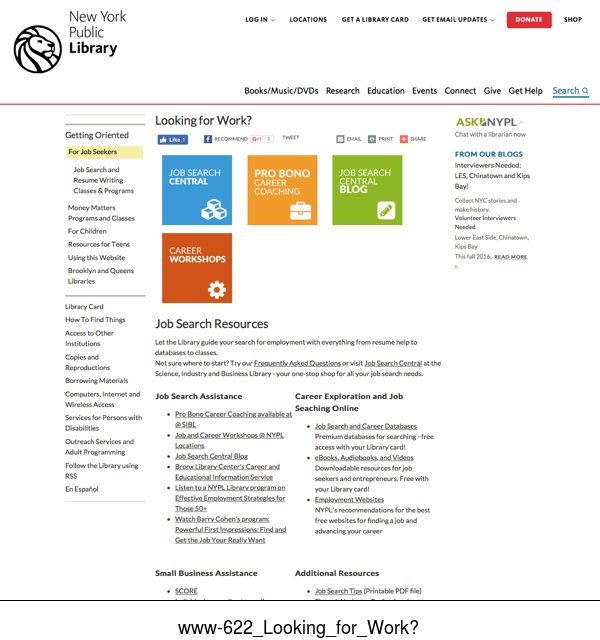 New York
Public
Library
LOG IN
LOCATIONS
GET A LIBRARY CARD
GET EMAIL UPDATES
DONATE
SHOP
Books/Music/DVDs Research Education Events Connect Give Get Help Search
Getting Oriented
For Job Seekers
Job Search and
Resume Writing
Classes & Programs
Money Matters
Programs and Classes
For Children
Resources for Teens
Using this Website
Brooklyn and Queens
Libraries
Library Card
How To Find Things
Access to Other
Institutions
Copies and
Reproductions
Borrowing Materials
Computers, Internet and
Wireless Access
Services for Persons with
Disabilities
Outreach Services and
Adult Programming
Follow the Library using
RSS
En Español
Looking for Work?
Like 1
RECOMMEND
G+1 5
TWEET
EMAIL
PRINT
SHARE
JOB SEARCH
CENTRAL
PRO BONO
CAREER
COACHING
JOB SEARCH
CENTRAL
BLOG
CAREER
WORKSHOPS
Job Search Resources
Let the Library guide your search for employment with everything from resume help to
databases to classes.
Not sure where to start? Try our Frequently Asked Questions or visit Job Search Central at the
Science, Industry and Business Library - your one-stop shop for all your job search needs.
Job Search Assistance
Pro Bono Career Coaching available
@ SIBL
Job and Career Workshops @ NYPL
Locations
Job Search Central Blog
Bronx Library Center's Career and
Educational Information Service
Listen to a NYPL Library program on
Effective Employment Strategies for
Those 50+
Watch Barry Cohen's program:
Powerful First Impressions: Find and
Get the Job Your Really Want
Career Exploration and Job
Seaching Online
Job Search and Career Databases
Premium databases for searching - free
access with your Library card!
eBooks, Audiobooks, and Videos
Downloadable resources for job
seekers and entrepreneurs. Free with
your Library card!
Employment Websites
NYPL's recommendations for the best
free websites for finding a job and
advancing your career
Small Business Assistance
SCORE
Additional Resources
Job Search Tips (Printable PDF file)
ASK NYPL >
Chat with a librarian now
FROM OUR BLOGS
Interviewers Needed:
LES, Chinatown and Kips
Bay!
Collect NYC stories and
make history.
Volunteer Interviewers
Needed
Lower East Side, Chinatown,
Kips Bay
This fall 2016, READ MORE
www-622_Looking_for_Work?